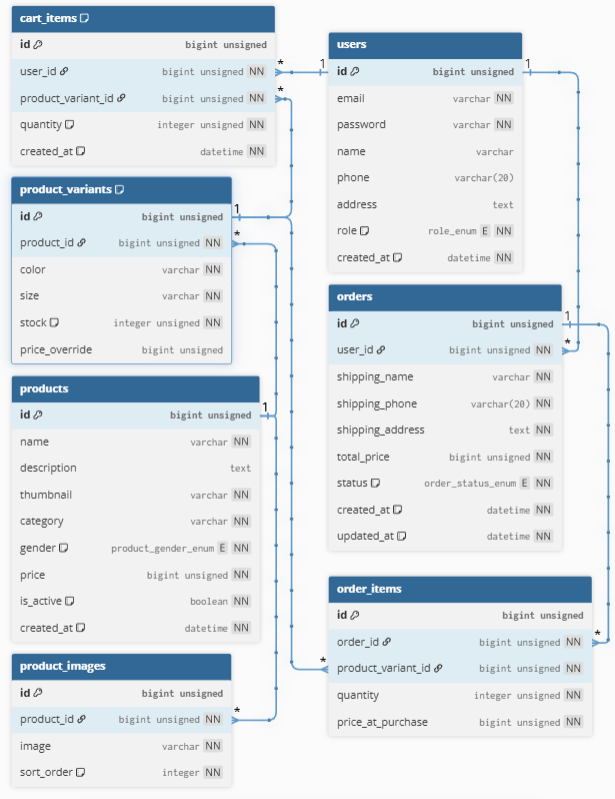 cart_items
id bigint unsigned
user_id bigint unsigned NN
product_variant_id bigint unsigned NN
quantity integer unsigned NN
created_at datetime NN
* 1
*
product_variants
id bigint unsigned
product_id bigint unsigned NN
color varchar NN
size varchar NN
stock integer unsigned NN
price_override bigint unsigned
1
*
products
id bigint unsigned
name varchar NN
description text
thumbnail varchar NN
category varchar NN
gender product_gender_enum E NN
price bigint unsigned NN
is_active boolean NN
created_at datetime NN
1
product_images
id bigint unsigned
product_id bigint unsigned NN
image varchar NN
sort_order integer NN
*
users
id bigint unsigned
email varchar NN
password varchar NN
name varchar
phone varchar(20)
address text
role role_enum E NN
created_at datetime NN
1
orders
id bigint unsigned
user_id bigint unsigned NN
shipping_name varchar NN
shipping_phone varchar(20) NN
shipping_address text NN
total_price bigint unsigned NN
status order_status_enum E NN
created_at datetime NN
updated_at datetime NN
1
*
order_items
id bigint unsigned
order_id bigint unsigned NN
product_variant_id bigint unsigned NN
quantity integer unsigned NN
price_at_purchase bigint unsigned NN
*
*